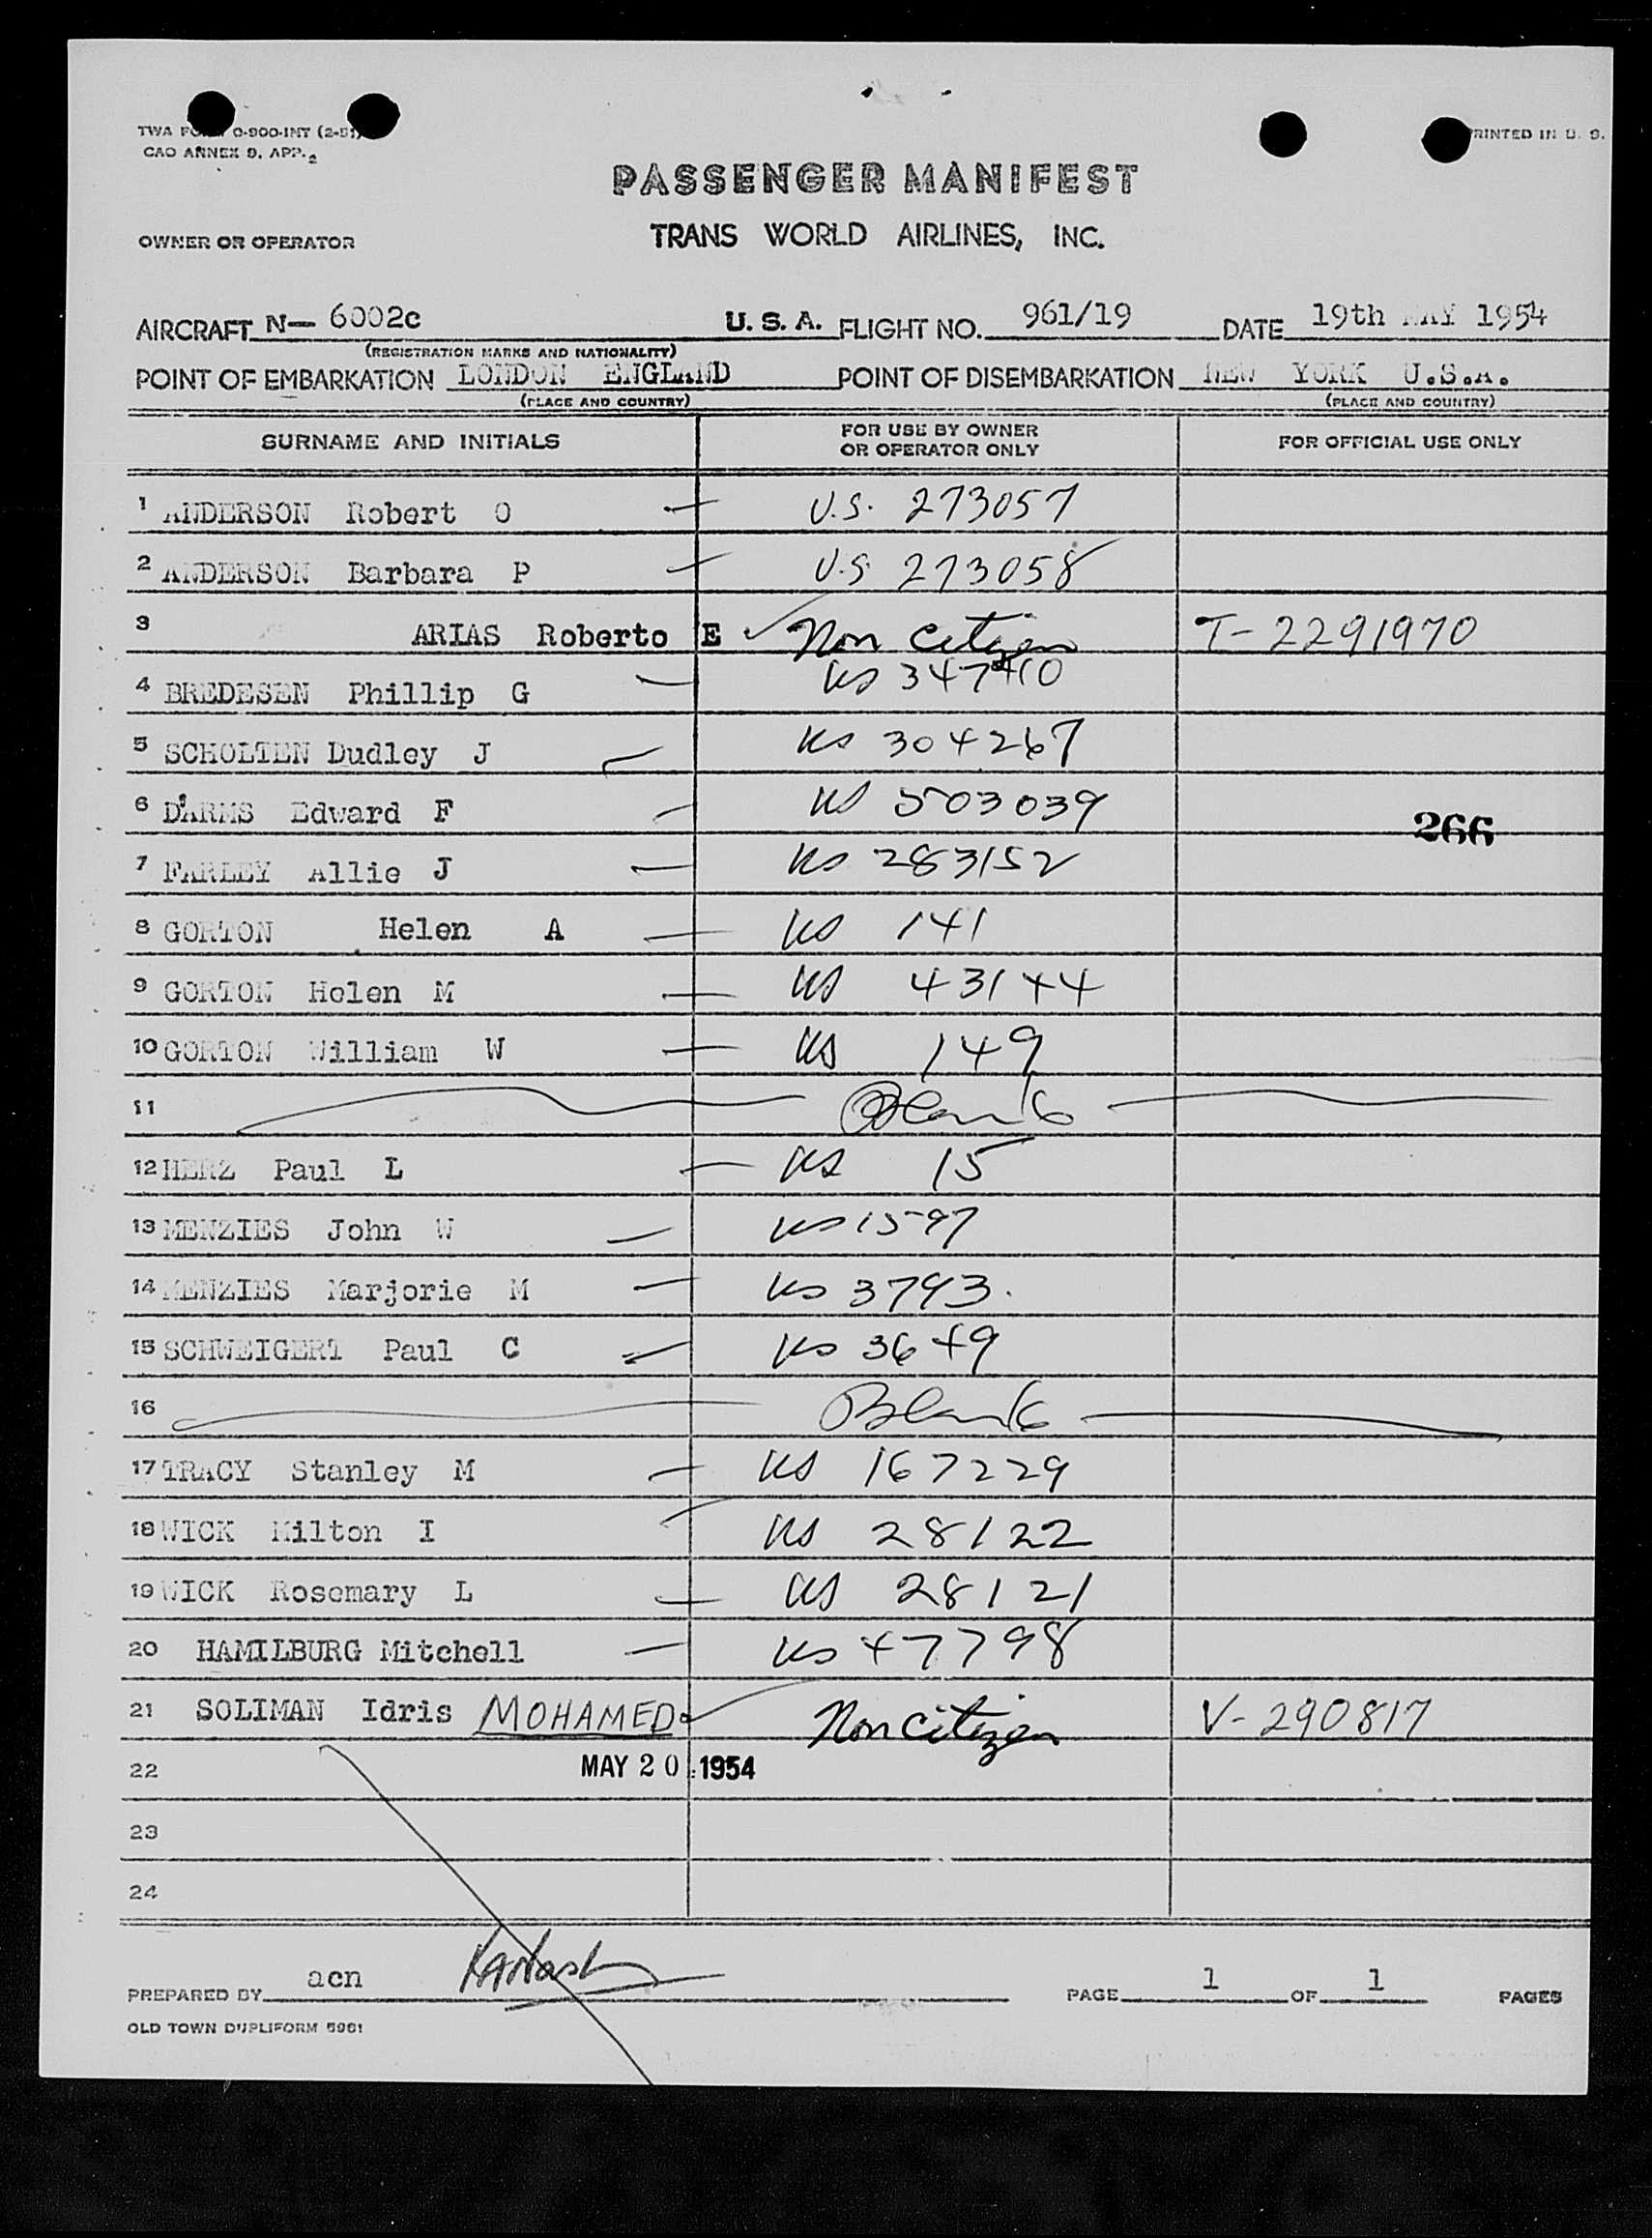 TWA FO 0-900-INT (2-51)
CAO ANNEX 9, APP. 2
PRINTED IN U. S.
PASSENGER MANIFEST
OWNER OR OPERATOR TRANS WORLD AIRLINES, INC.
AIRCRAFT N- 6002c U. S. A. FLIGHT NO. 961/19 DATE 19th MAY 1954
(REGISTRATION MARKS AND NATIONALITY)
POINT OF EMBARKATION LONDON ENGLAND POINT OF DISEMBARKATION NEW YORK U.S.A.
(PLACE AND COUNTRY) (PLACE AND COUNTRY)
SURNAME AND INITIALS FOR USE BY OWNER OR OPERATOR ONLY FOR OFFICIAL USE ONLY
1 ANDERSON Robert O — U.S. 273057
2 ANDERSON Barbara P — U.S. 273058
3 ARIAS Roberto E ✓ Non Citizen T-2291970
4 BREDESEN Phillip G — US 347410
5 SCHOLTEN Dudley J — US 304267
6 D'ARMS Edward F — US 503039
266
7 FARLEY Allie J — US 283152
8 GORTON Helen A — US 141
9 GORTON Helen M — US 43144
10 GORTON William W — US 149
11 Blank
12 HERZ Paul L — US 15
13 MENZIES John W — US 1597
14 MENZIES Marjorie M — US 3793.
15 SCHWEIGERT Paul C — US 3649
16 Blank
17 TRACY Stanley M — US 167229
18 WICK Milton I — US 28122
19 WICK Rosemary L — US 28121
20 HAMILBURG Mitchell — US 47798
21 SOLIMAN Idris MOHAMED ✓ Non Citizen V-290817
22 MAY 20 1954
23
24
PREPARED BY acn PAGE 1 OF 1 PAGES
OLD TOWN DUPLIFORM 5961